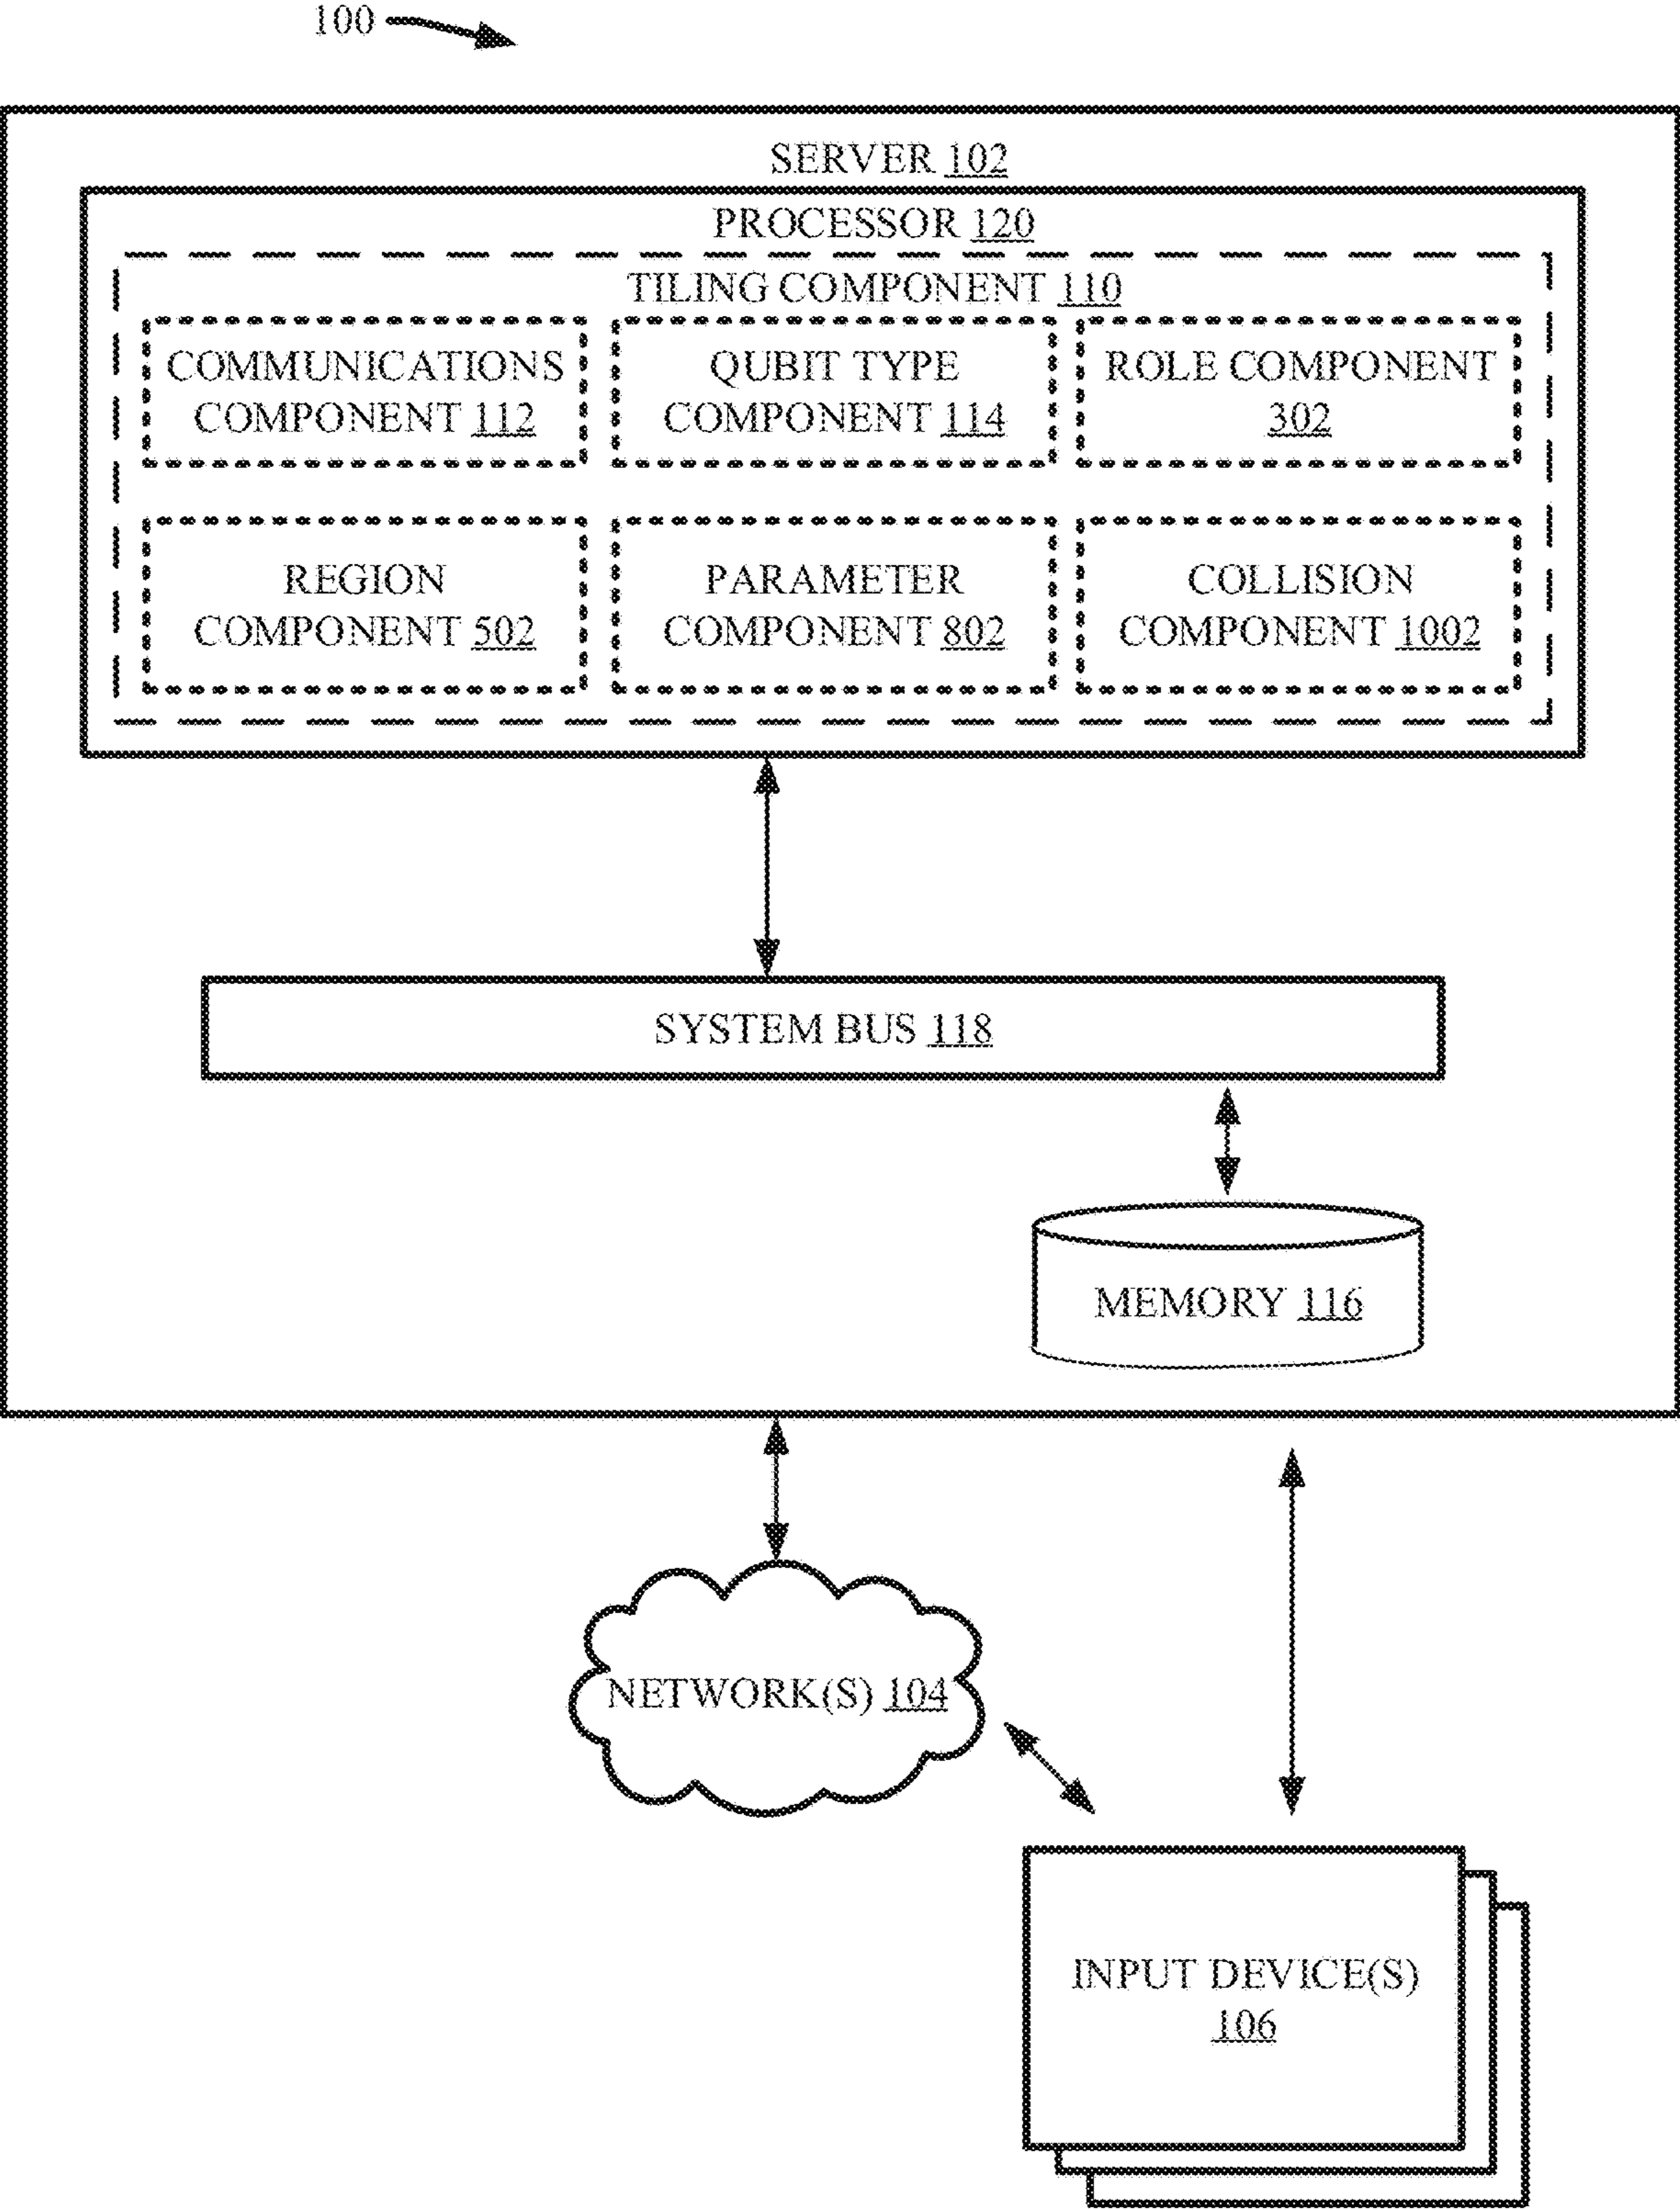 100
SERVER 102
PROCESSOR 120
TILING COMPONENT 110
COMMUNICATIONS
COMPONENT 112
QUBIT TYPE
COMPONENT 114
ROLE COMPONENT
302
REGION
COMPONENT 502
PARAMETER
COMPONENT 802
COLLISION
COMPONENT 1002
SYSTEM BUS 118
MEMORY 116
NETWORK(S) 104
INPUT DEVICE(S)
106